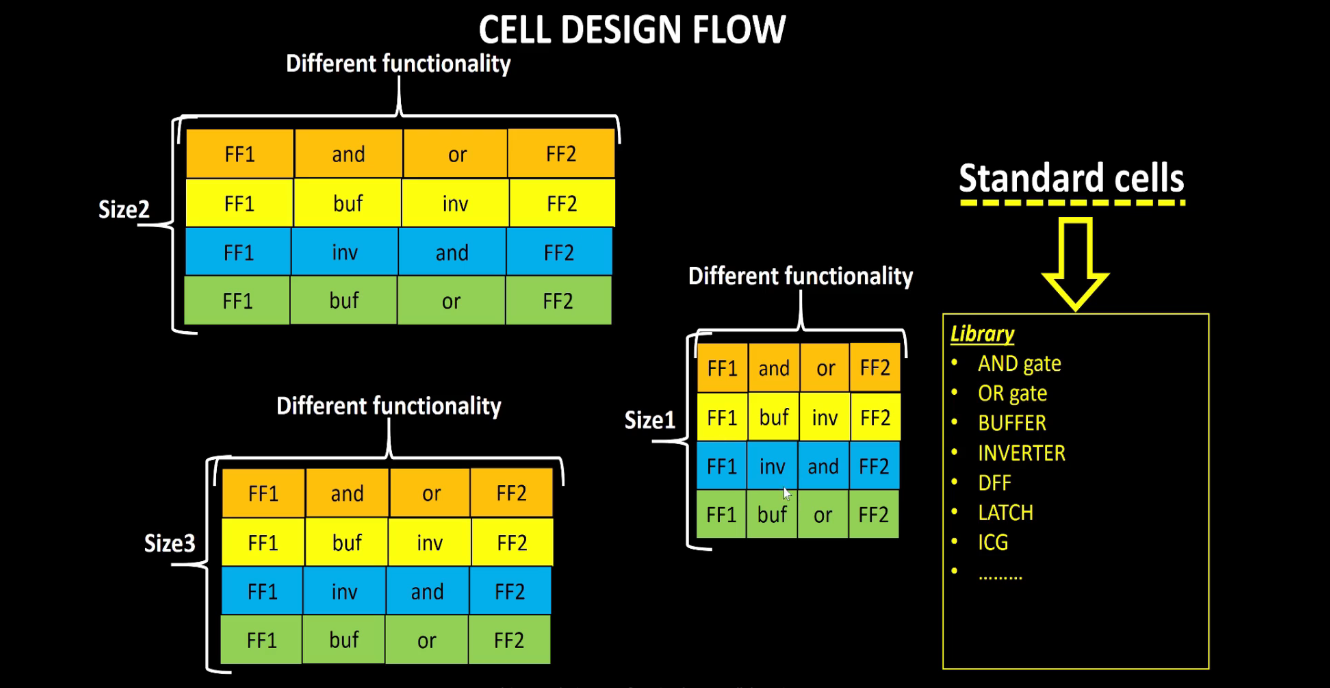 CELL DESIGN FLOW
Different functionality
Size2
FF1 and or FF2
FF1 buf inv FF2
FF1 inv and FF2
FF1 buf or FF2
Different functionality
Size3
FF1 and or FF2
FF1 buf inv FF2
FF1 inv and FF2
FF1 buf or FF2
Different functionality
Size1
FF1 and or FF2
FF1 buf inv FF2
FF1 inv and FF2
FF1 buf or FF2
Standard cells
Library
• AND gate
• OR gate
• BUFFER
• INVERTER
• DFF
• LATCH
• ICG
• .........